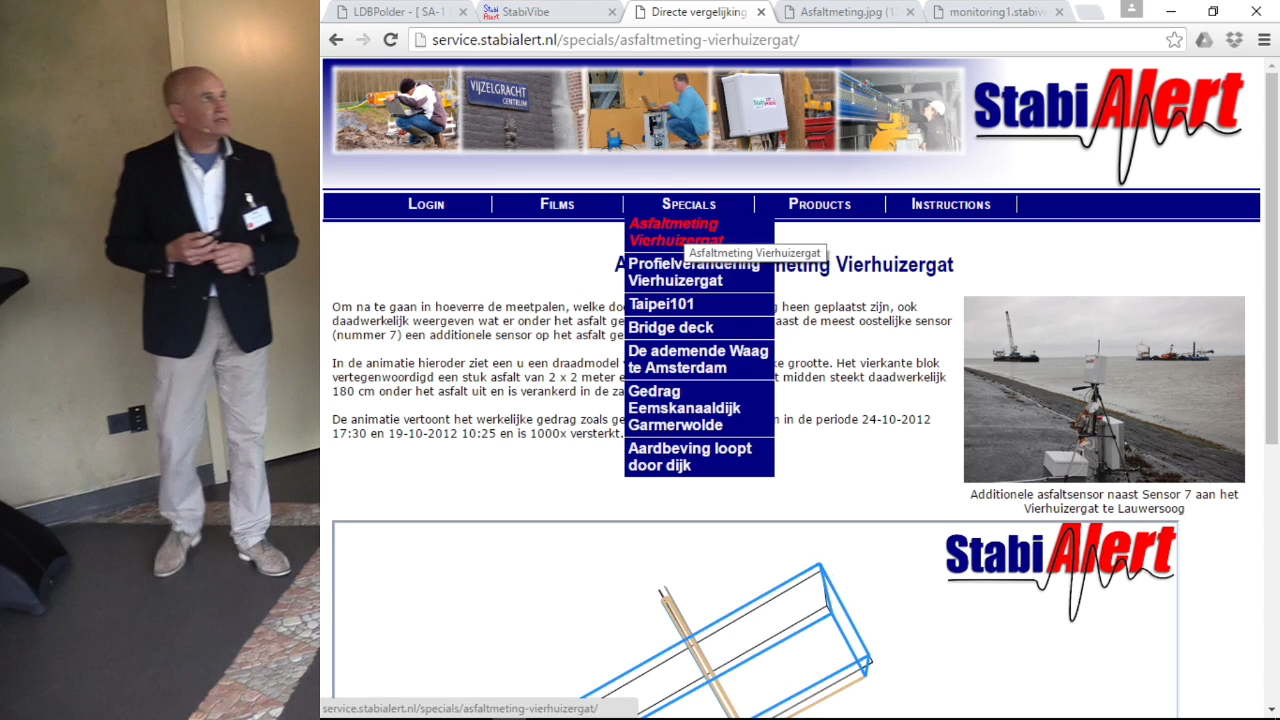 LDBPolder - [ SA-1
StabiVibe
Directe vergelijking
Asfaltmeting.jpg (1
monitoring1.stabiv
service.stabialert.nl/specials/asfaltmeting-vierhuizergat/
VIJZELGRACHT
CENTRUM
StabiAlert
LOGIN
FILMS
SPECIALS
PRODUCTS
INSTRUCTIONS
Asfaltmeting
Vierhuizergat
Asfaltmeting Vierhuizergat
Profielverandering
Vierhuizergat
Taipei101
Bridge deck
De ademende Waag
te Amsterdam
Gedrag
Eemskanaaldijk
Garmerwolde
Aardbeving loopt
door dijk
meting Vierhuizergat
Om na te gaan in hoeverre de meetpalen, welke heen geplaatst zijn, ook
daadwerkelijk weergeven wat er onder het asfalt aast de meest oostelijke sensor
(nummer 7) een additionele sensor op het asfalt
In de animatie hieroder ziet een u een draadmodel grootte. Het vierkante blok
vertegenwoordigd een stuk asfalt van 2 x 2 meter midden steekt daadwerkelijk
180 cm onder het asfalt uit en is verankerd in de
De animatie vertoont het werkelijke gedrag zoals n in de periode 24-10-2012
17:30 en 19-10-2012 10:25 en is 1000x versterkt.
Additionele asfaltsensor naast Sensor 7 aan het
Vierhuizergat te Lauwersoog
StabiAlert
service.stabialert.nl/specials/asfaltmeting-vierhuizergat/